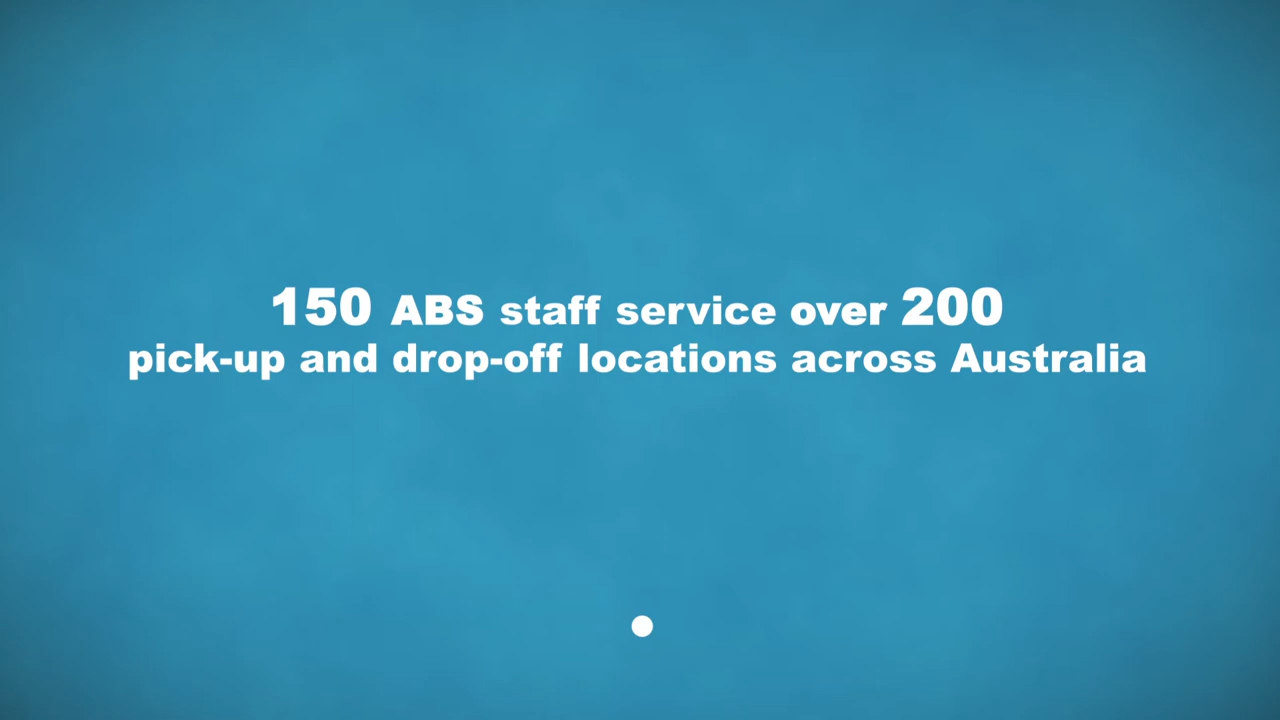 150 ABS staff service over 200
pick-up and drop-off locations across Australia